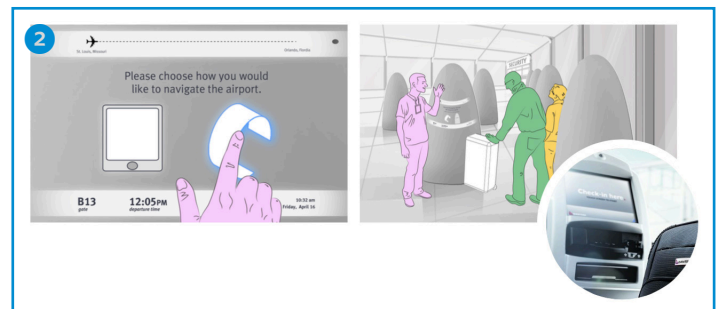 2
St. Louis, Missouri
Orlando, Florida
Please choose how you would
like to navigate the airport.
B13
gate
12:05PM
departure time
10:32 am
Friday, April 16
SECURITY
Check-in here